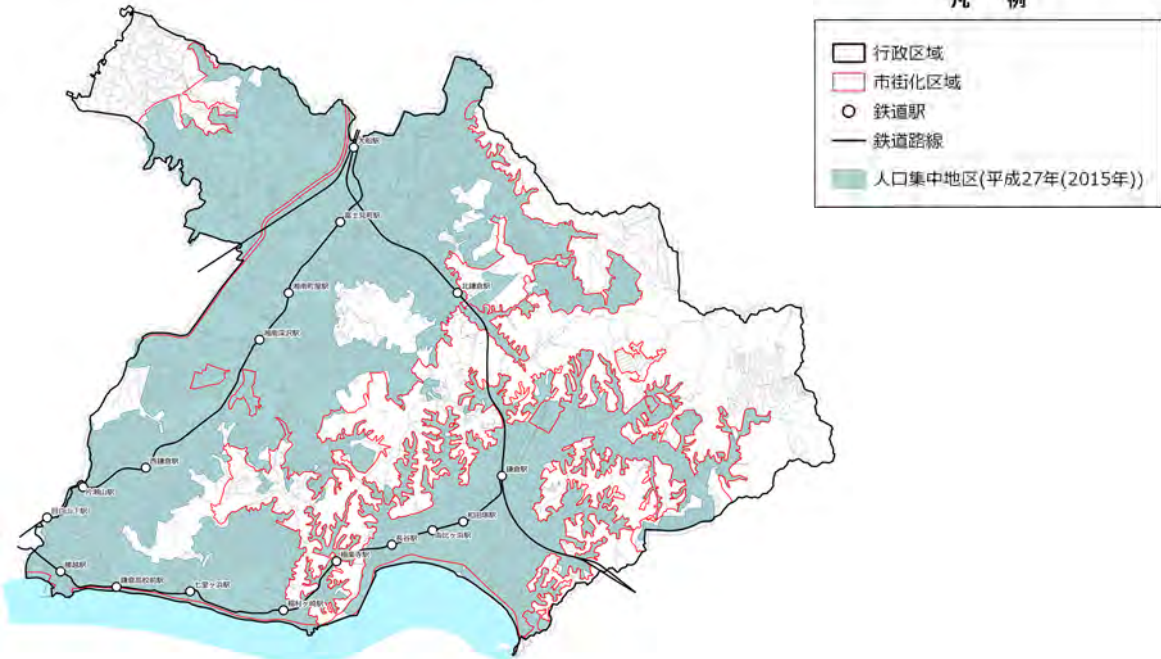 凡 例
行政区域
市街化区域
鉄道駅
鉄道路線
人口集中地区(平成27年(2015年))
大船駅
富士見町駅
湘南町屋駅
北鎌倉駅
湘南深沢駅
西鎌倉駅
鎌倉駅
片瀬山駅
目白山下駅
和田塚駅
由比ヶ浜駅
長谷駅
極楽寺駅
腰越駅
鎌倉高校前駅
七里ヶ浜駅
稲村ヶ崎駅